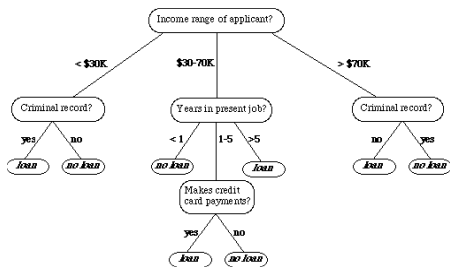 Income range of applicant?
< $30K
$30-70K
> $70K
Criminal record?
Years in present job?
Criminal record?
yes
no
< 1
1-5
>5
no
yes
loan
no loan
no loan
loan
loan
no loan
Makes credit
card payments?
yes
no
loan
no loan